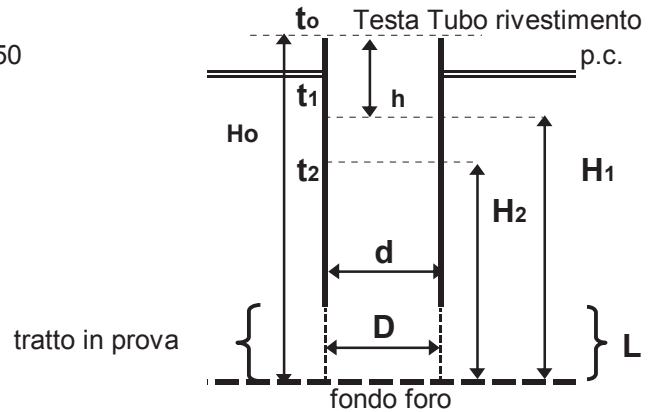 to Testa Tubo rivestimento
50
p.c.
t1
h
Ho
t2
H1
H2
d
tratto in prova
D
L
fondo foro